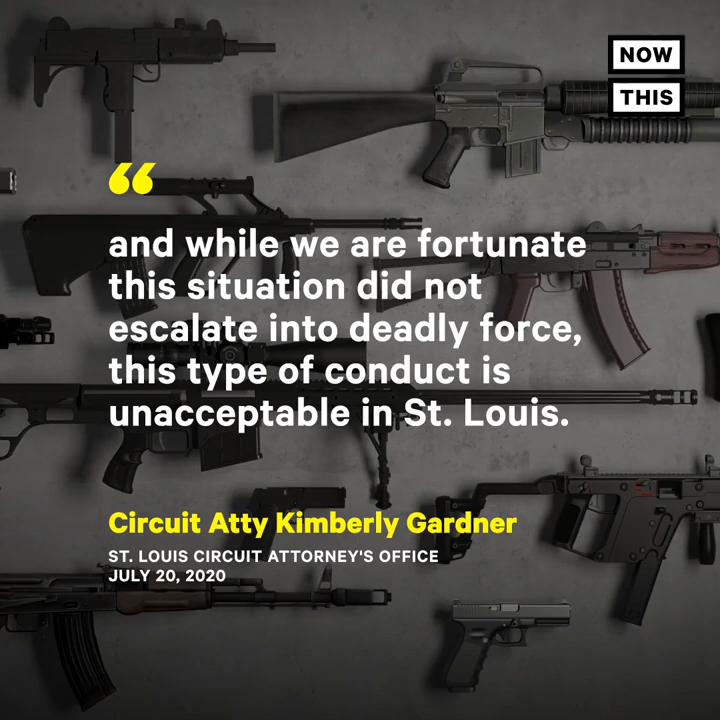 NOW
THIS
“
and while we are fortunate
this situation did not
escalate into deadly force,
this type of conduct is
unacceptable in St. Louis.
Circuit Atty Kimberly Gardner
ST. LOUIS CIRCUIT ATTORNEY'S OFFICE
JULY 20, 2020